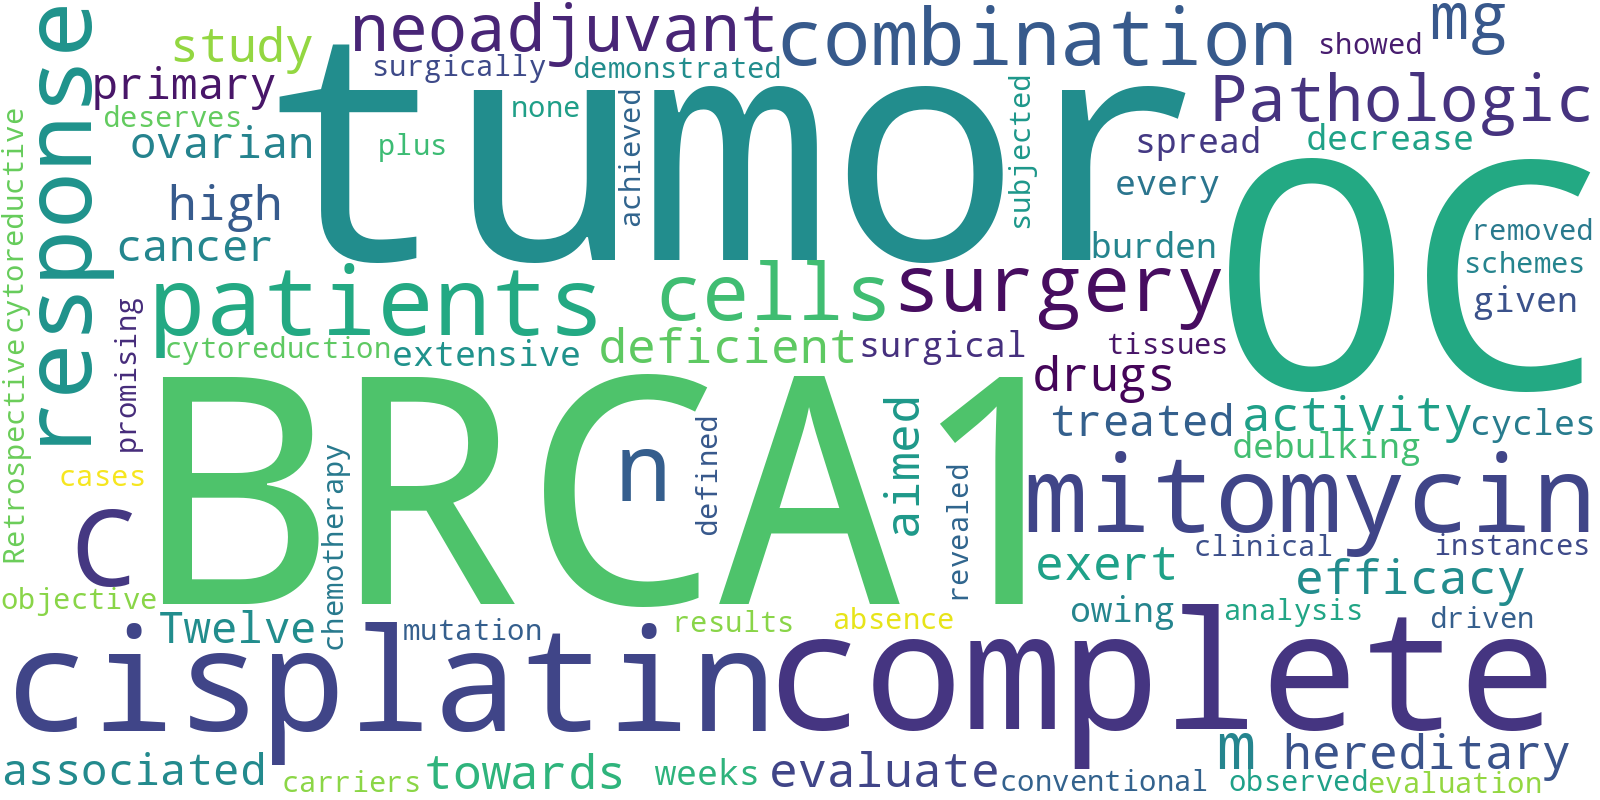 response
study
neoadjuvant
combination
mg
showed
surgically
demonstrated
primary
tumor
Pathologic
deserves
none
ovarian
plus
achieved
subjected
spread
decrease
high
every
OC
cancer
burden
removed
schemes
given
Retrospective
cytoreductive
promising
patients
cells
surgery
cytoreduction
extensive
deficient
surgical
tissues
drugs
BRCA1
treated
activity
cycles
debulking
n
defined
aimed
cases
chemotherapy
revealed
mitomycin
C
clinical
instances
exert
efficacy
objective
Twelve
mutation
results
absence
owing
analysis
driven
cisplatin
complete
m
hereditary
associated
carriers
towards
weeks
evaluate
conventional
observed
evaluation